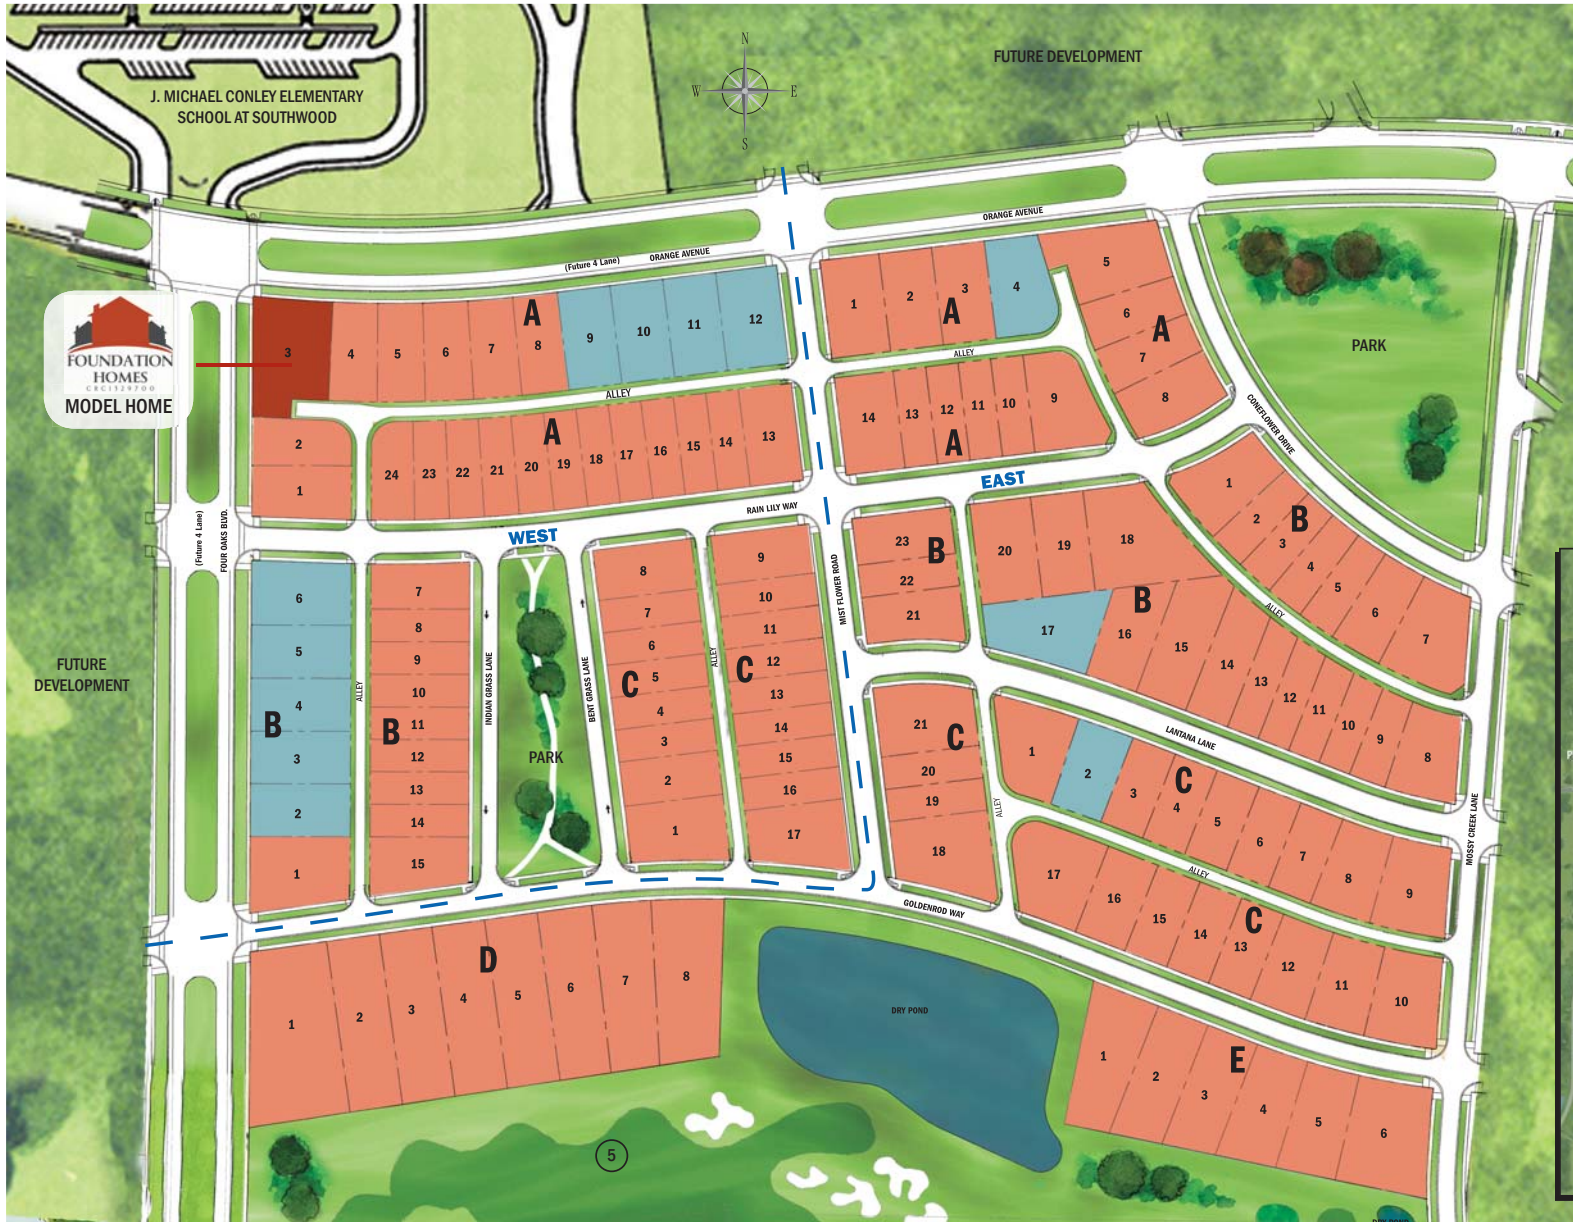 FUTURE DEVELOPMENT
J. MICHAEL CONLEY ELEMENTARY
SCHOOL AT SOUTHWOOD
N
W E
S
ORANGE AVENUE
(Future 4 Lane) ORANGE AVENUE
FOUNDATION
HOMES
CRC1329700
MODEL HOME
3 4 5 6 7 8 A 9 10 11 12
ALLEY
2
1
24 23 22 21 20 19 18 17 16 15 14 13
A
1 2 3 4
A
ALLEY
5
6
7
8
A
14 13 12 11 10 9
A
PARK
CONEFLOWER DRIVE
EAST
WEST
RAIN LILY WAY
(Future 4 Lane)
FOUR OAKS BLVD.
FUTURE
DEVELOPMENT
6
5
4
3
2
1
B
ALLEY
7
8
9
10
11
12
13
14
15
B
INDIAN GRASS LANE
PARK
BENT GRASS LANE
8
7
6
5
4
3
2
1
C
ALLEY
9
10
11
12
13
14
15
16
17
C
MIST FLOWER ROAD
23
22
21
B
20 19 18
17 16 15 14 13 12 11 10 9 8
B
1 2 3 4 5 6 7
B
ALLEY
LANTANA LANE
21
20
19
18
C
ALLEY
1 2 3 4 5 6 7 8 9
C
ALLEY
17 16 15 14 13 12 11 10
C
MOSSY CREEK LANE
GOLDENROD WAY
D
1 2 3 4 5 6 7 8
DRY POND
E
1 2 3 4 5 6
5
DRY POND